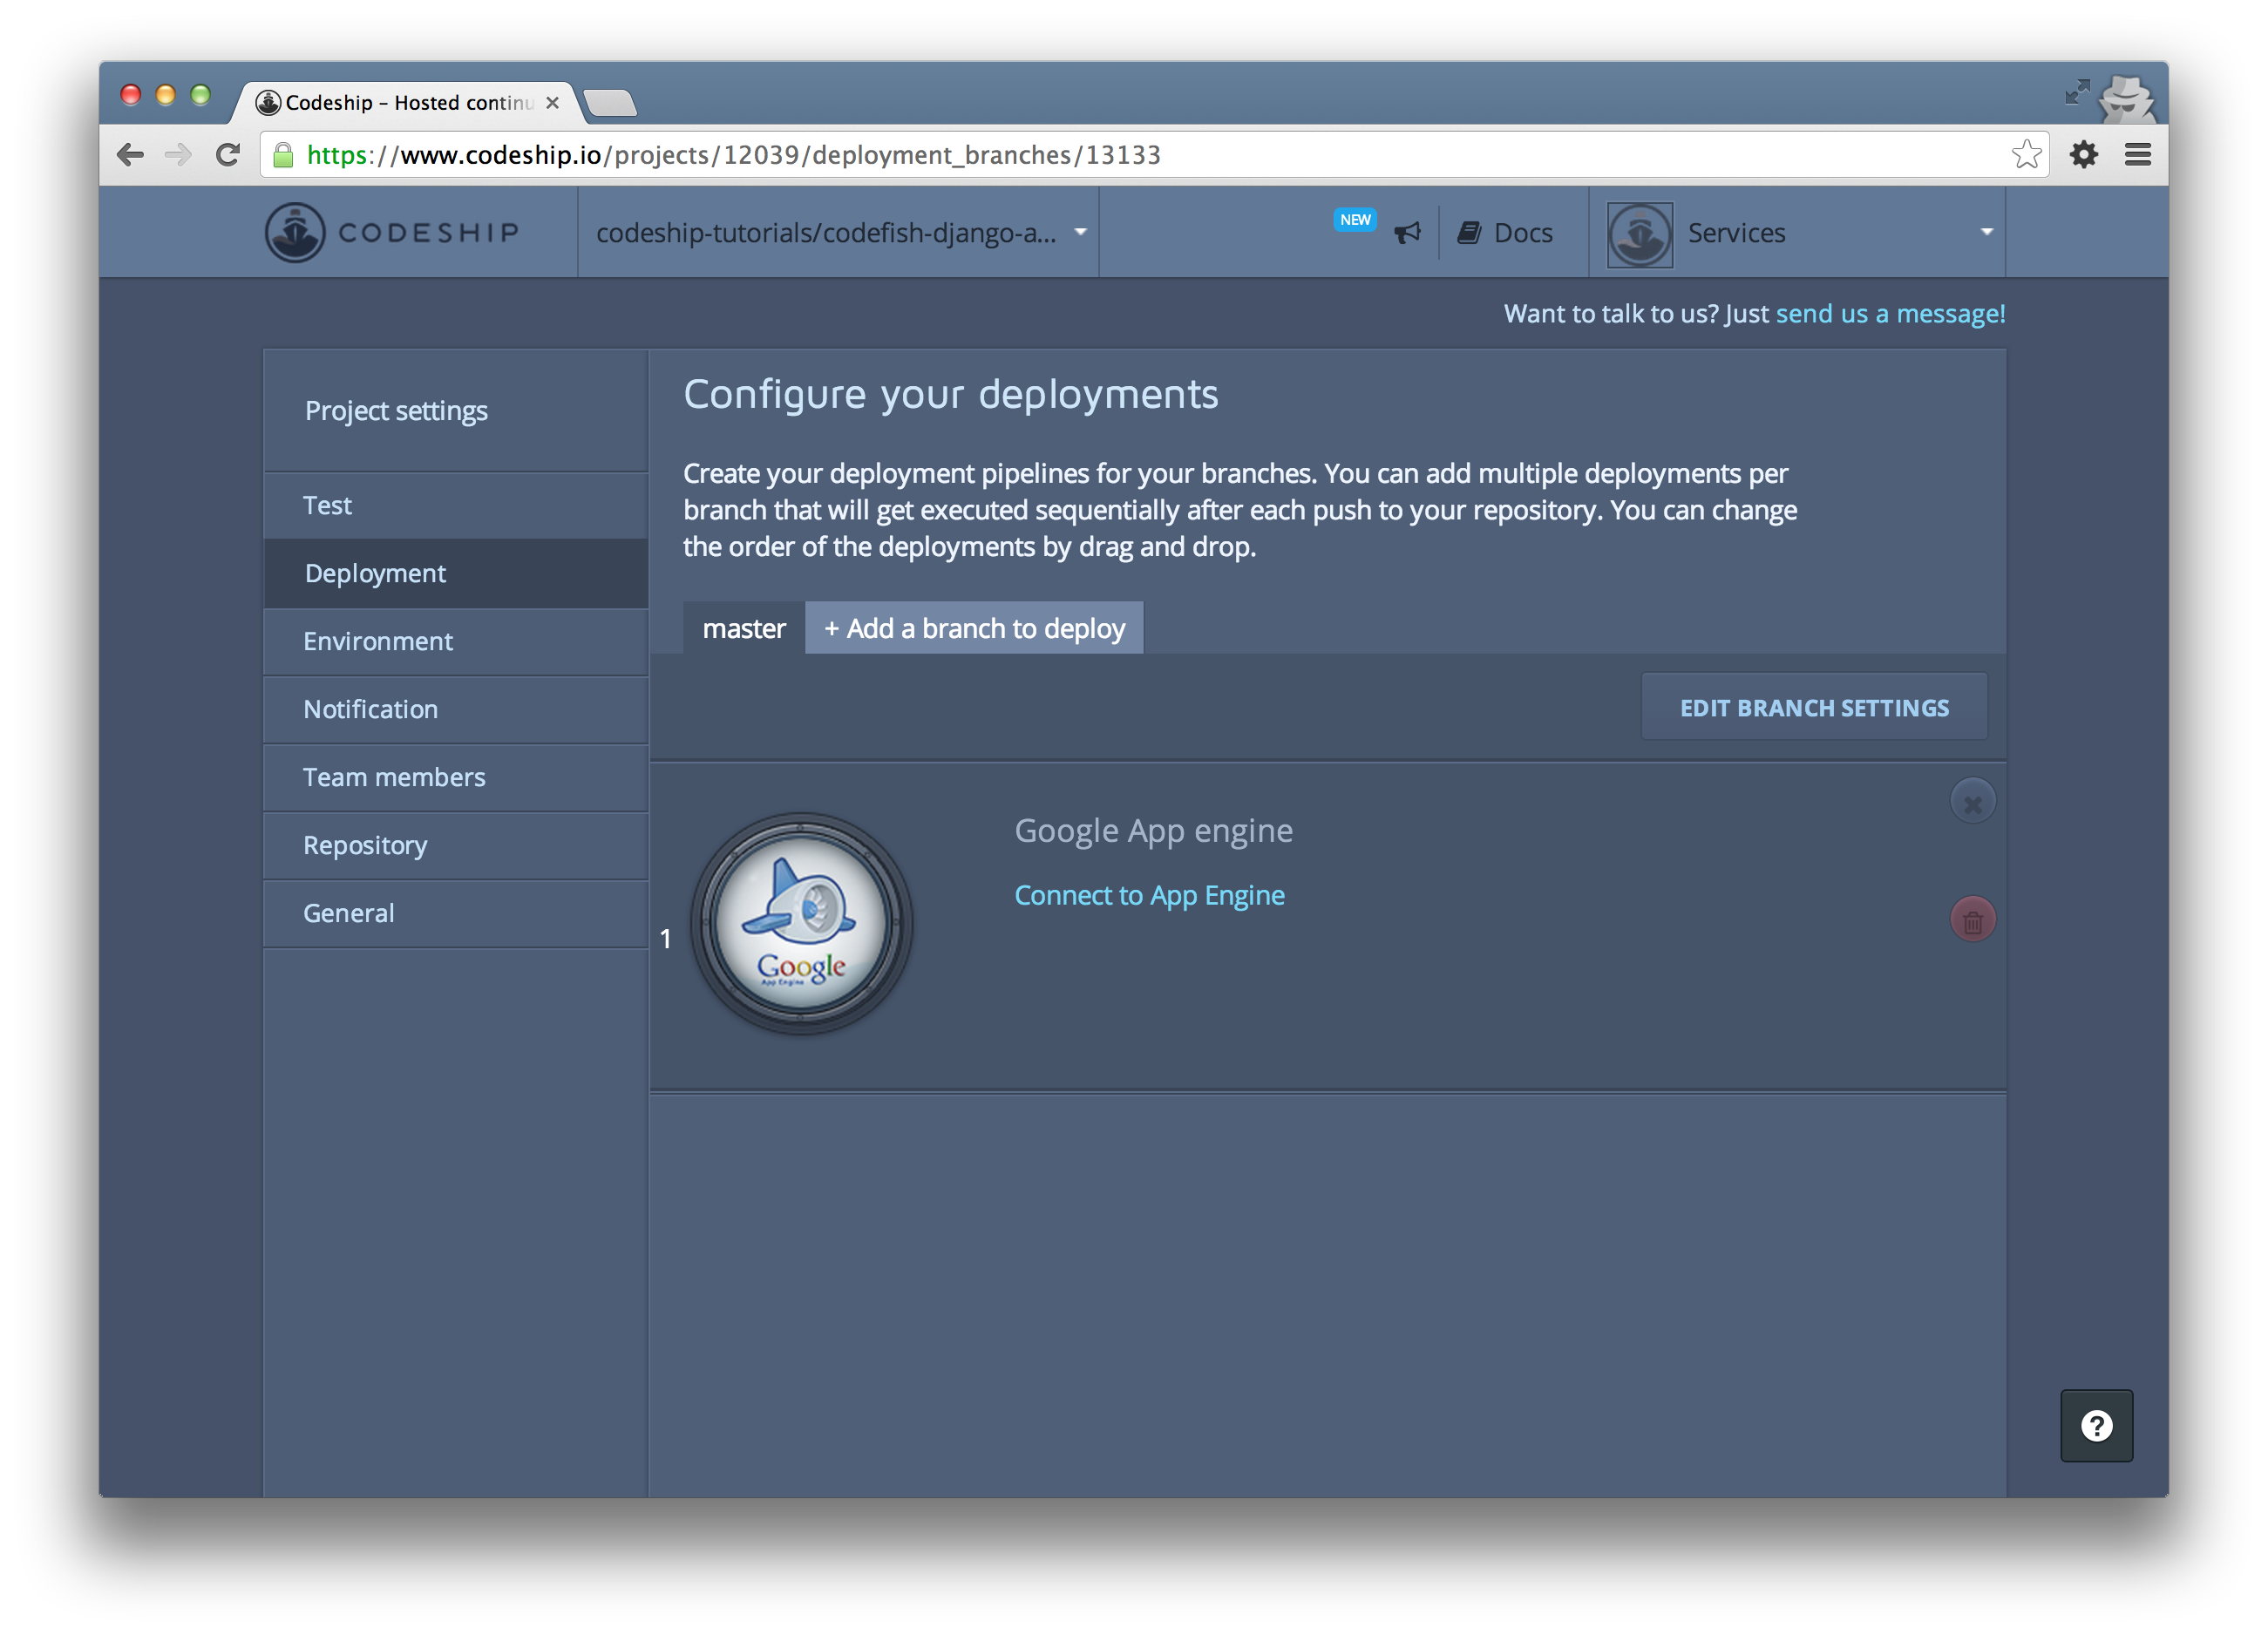 Codeship – Hosted continu
https://www.codeship.io/projects/12039/deployment_branches/13133
CODESHIP
codeship-tutorials/codefish-django-a...
NEW
Docs
Services
Want to talk to us? Just send us a message!
Project settings
Test
Deployment
Environment
Notification
Team members
Repository
General
Configure your deployments
Create your deployment pipelines for your branches. You can add multiple deployments per
branch that will get executed sequentially after each push to your repository. You can change
the order of the deployments by drag and drop.
master
+ Add a branch to deploy
EDIT BRANCH SETTINGS
1
Google
App Engine
Google App engine
Connect to App Engine